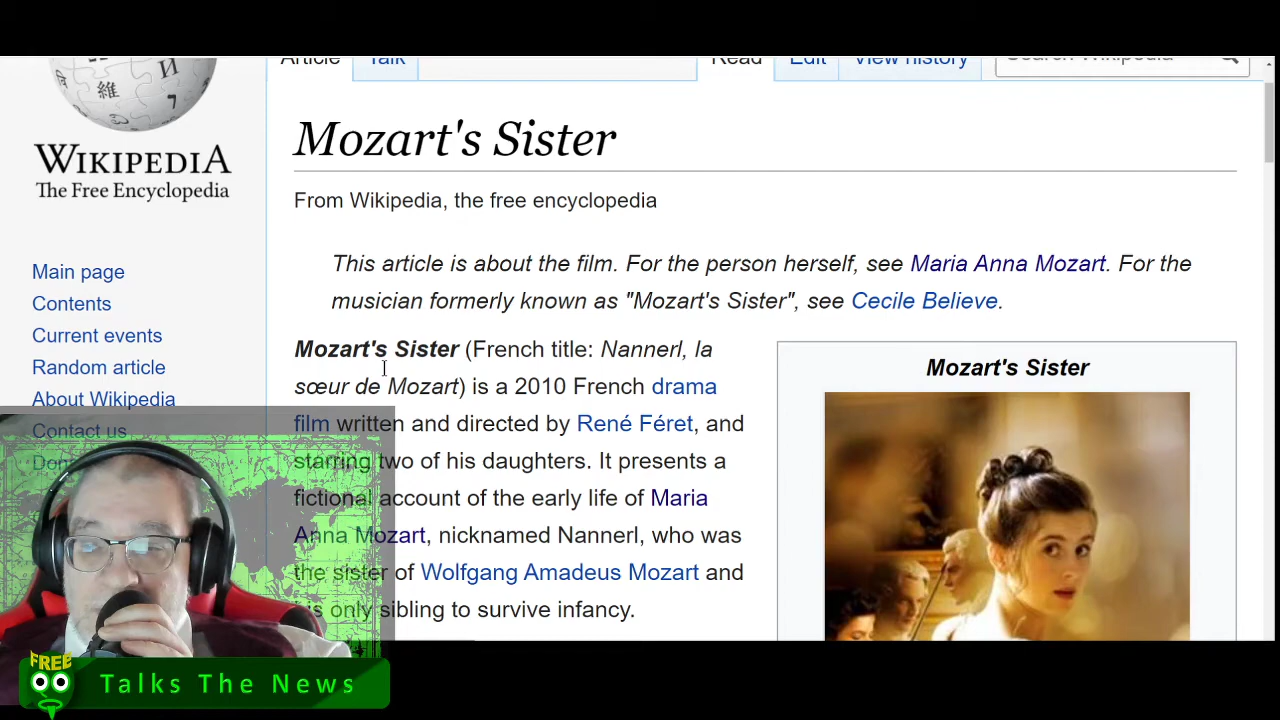 Article Talk Read Edit View history Search Wikipedia
WIKIPEDIA
The Free Encyclopedia
Main page
Contents
Current events
Random article
About Wikipedia
Contact us
Mozart's Sister
From Wikipedia, the free encyclopedia
This article is about the film. For the person herself, see Maria Anna Mozart. For the
musician formerly known as "Mozart's Sister", see Cecile Believe.
Mozart's Sister (French title: Nannerl, la
sœur de Mozart) is a 2010 French drama
film written and directed by René Féret, and
starring two of his daughters. It presents a
fictional account of the early life of Maria
Anna Mozart, nicknamed Nannerl, who was
the sister of Wolfgang Amadeus Mozart and
his only sibling to survive infancy.
Mozart's Sister
FREE
Talks The News